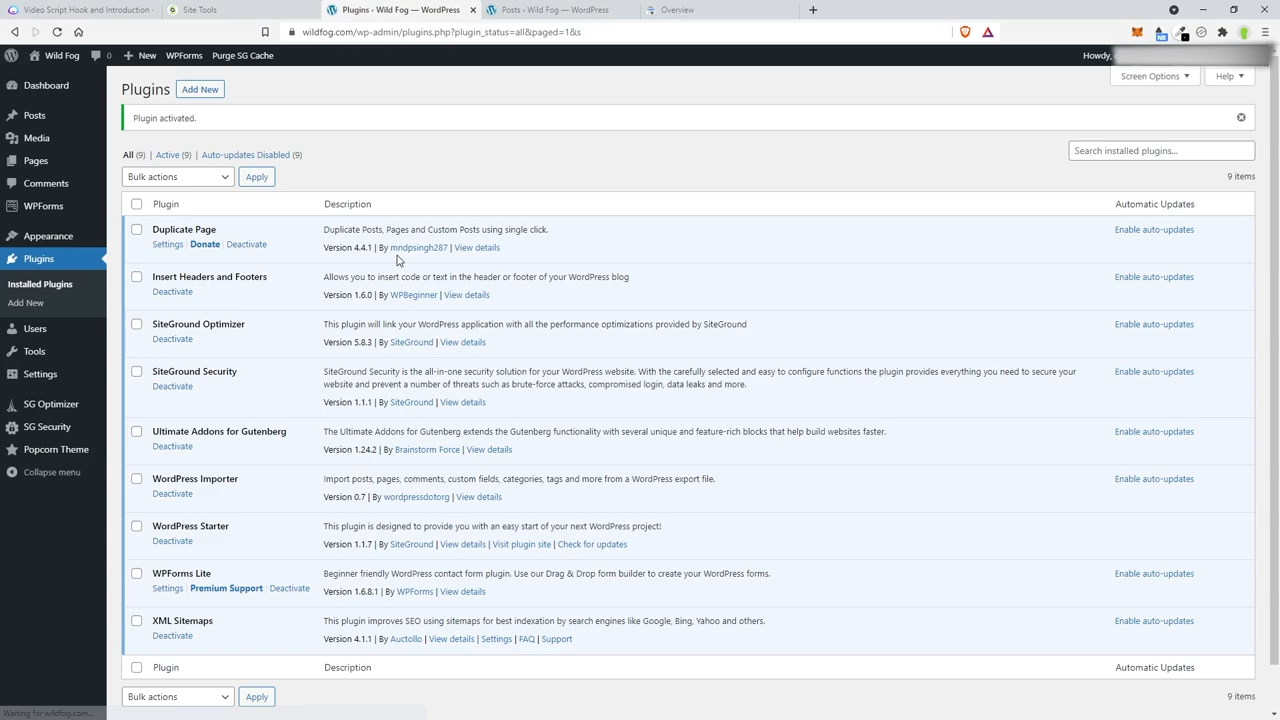 Video Script Hook and Introduction
Site Tools
Plugins ‹ Wild Fog — WordPress
Posts ‹ Wild Fog — WordPress
Overview
wildfog.com/wp-admin/plugins.php?plugin_status=all&paged=1&s
Wild Fog
0
New
WPForms
Purge SG Cache
Howdy,
Screen Options
Help
Dashboard
Posts
Media
Pages
Comments
WPForms
Appearance
Plugins
Installed Plugins
Add New
Users
Tools
Settings
SG Optimizer
SG Security
Popcorn Theme
Collapse menu
Plugins
Add New
Plugin activated.
All (9) | Active (9) | Auto-updates Disabled (9)
Search installed plugins...
Bulk actions
Apply
9 items
Plugin Description Automatic Updates
Duplicate Page
Settings | Donate | Deactivate
Duplicate Posts, Pages and Custom Posts using single click.
Version 4.4.1 | By mndpsingh287 | View details
Enable auto-updates
Insert Headers and Footers
Deactivate
Allows you to insert code or text in the header or footer of your WordPress blog
Version 1.6.0 | By WPBeginner | View details
Enable auto-updates
SiteGround Optimizer
Deactivate
This plugin will link your WordPress application with all the performance optimizations provided by SiteGround
Version 5.8.3 | By SiteGround | View details
Enable auto-updates
SiteGround Security
Deactivate
SiteGround Security is the all-in-one security solution for your WordPress website. With the carefully selected and easy to configure functions the plugin provides everything you need to secure your
website and prevent a number of threats such as brute-force attacks, compromised login, data leaks and more.
Version 1.1.1 | By SiteGround | View details
Enable auto-updates
Ultimate Addons for Gutenberg
Deactivate
The Ultimate Addons for Gutenberg extends the Gutenberg functionality with several unique and feature-rich blocks that help build websites faster.
Version 1.24.2 | By Brainstorm Force | View details
Enable auto-updates
WordPress Importer
Deactivate
Import posts, pages, comments, custom fields, categories, tags and more from a WordPress export file.
Version 0.7 | By wordpressdotorg | View details
Enable auto-updates
WordPress Starter
Deactivate
This plugin is designed to provide you with an easy start of your next WordPress project!
Version 1.1.7 | By SiteGround | View details | Visit plugin site | Check for updates
Enable auto-updates
WPForms Lite
Settings | Premium Support | Deactivate
Beginner friendly WordPress contact form plugin. Use our Drag & Drop form builder to create your WordPress forms.
Version 1.6.8.1 | By WPForms | View details
Enable auto-updates
XML Sitemaps
Deactivate
This plugin improves SEO using sitemaps for best indexation by search engines like Google, Bing, Yahoo and others.
Version 4.1.1 | By Auctollo | View details | Settings | FAQ | Support
Enable auto-updates
Plugin Description Automatic Updates
Bulk actions
Apply
9 items
Waiting for wildfog.com...